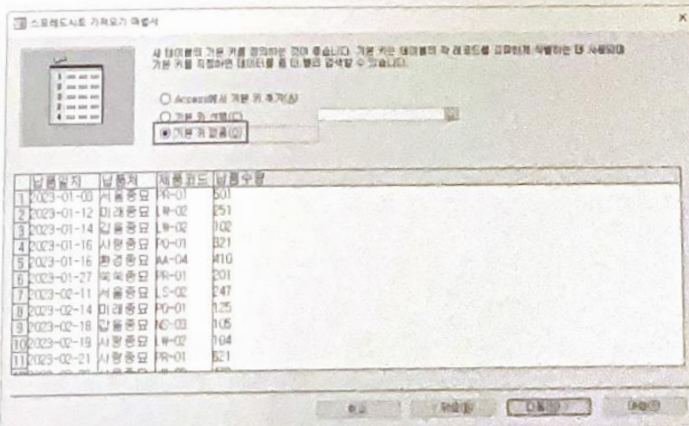 스프레드시트 가져오기 마법사
새 테이블의 기본 키를 정의하는 것이 좋습니다. 기본 키는 테이블의 각 레코드를 고유하게 식별하는 데 사용되며
기본 키를 지정하면 데이터를 좀 더 빨리 검색할 수 있습니다.
Access에서 기본 키 추가(A)
기본 키 선택(C)
기본 키 없음(O)
납품일자 납품처 제품코드 납품수량
1 2023-01-03 서울종묘 PR-01 501
2 2023-01-12 미래종묘 LW-02 251
3 2023-01-14 갑을종묘 LW-02 102
4 2023-01-16 사랑종묘 PO-01 321
5 2023-01-16 환경종묘 AA-04 410
6 2023-01-27 쑥쑥종묘 PR-01 201
7 2023-02-11 서울종묘 LS-02 247
8 2023-02-14 미래종묘 PO-01 125
9 2023-02-18 갑을종묘 NS-03 105
10 2023-02-19 사랑종묘 LW-02 104
11 2023-02-21 사랑종묘 PR-01 521
취소 < 뒤로(B) 다음(N) > 마침(F)